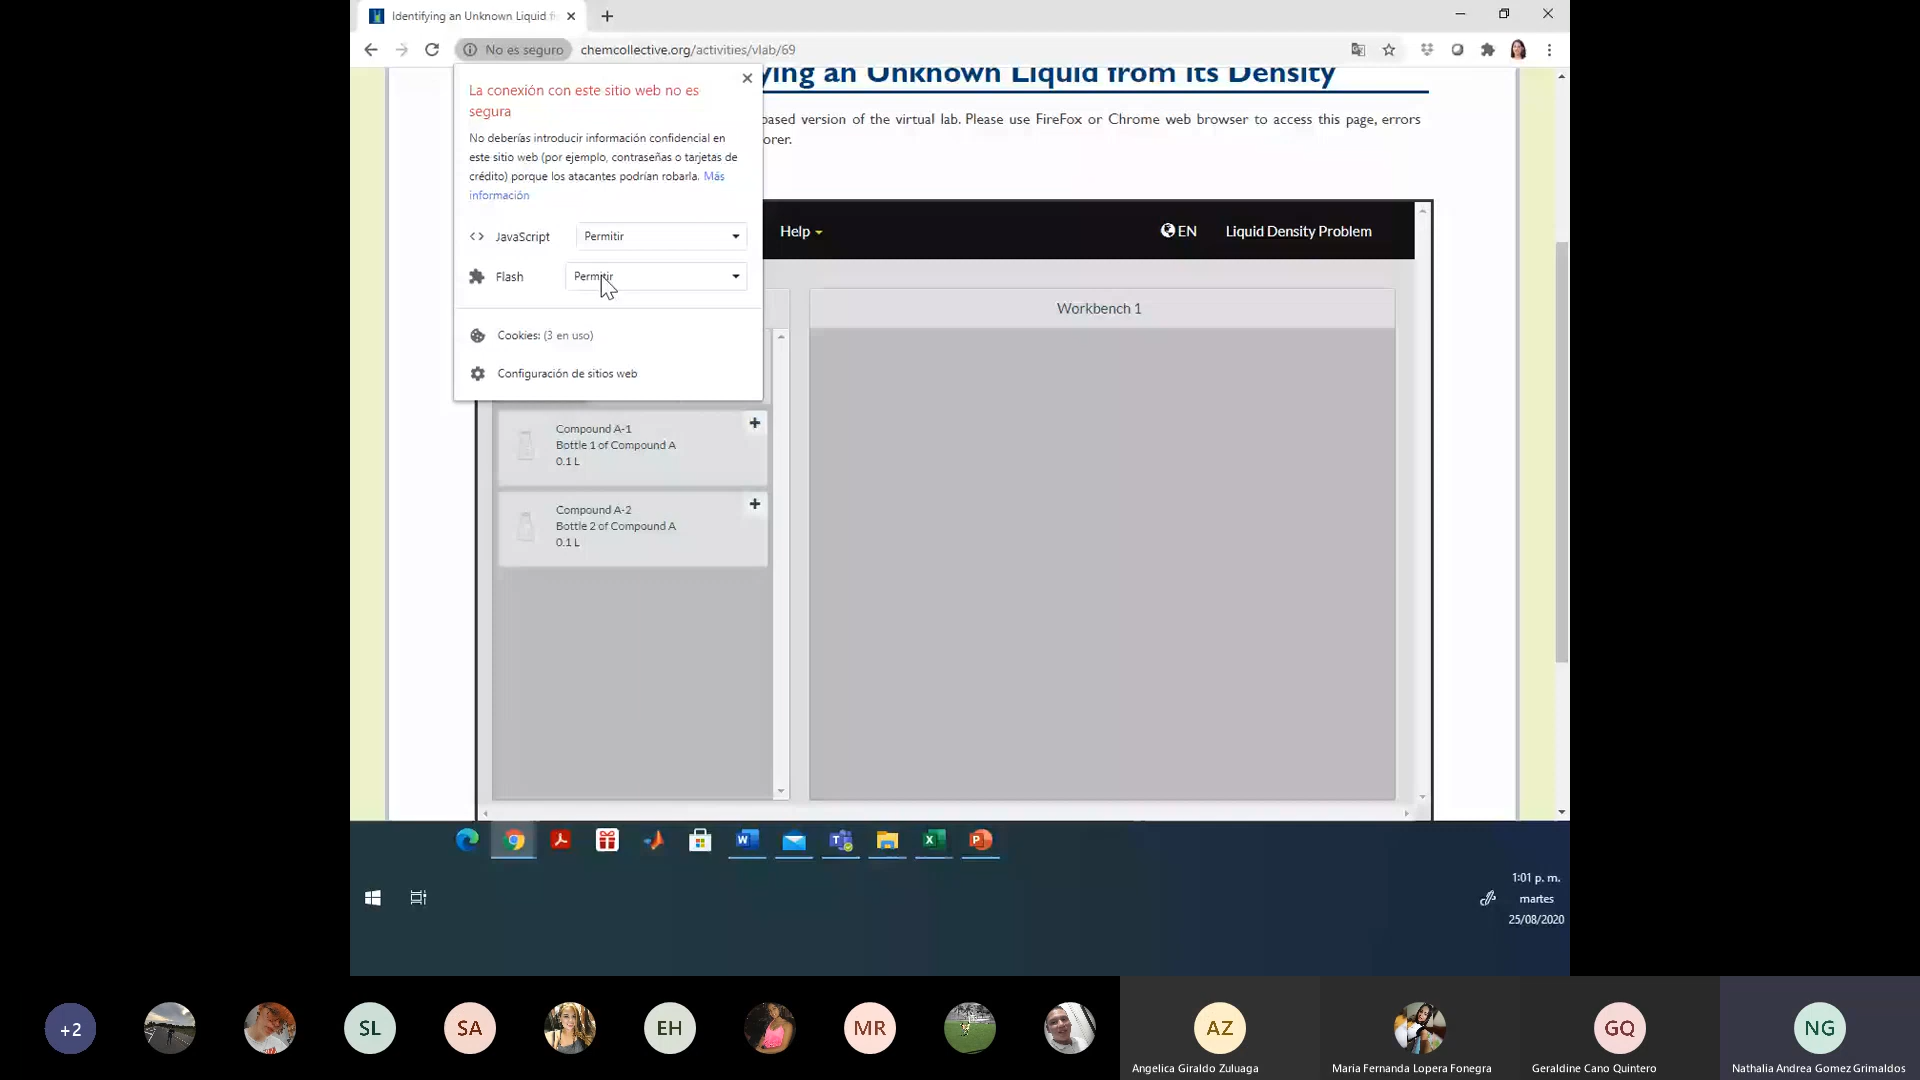 Identifying an Unknown Liquid f
No es seguro
chemcollective.org/activities/vlab/69
ying an Unknown Liquid from its Density
based version of the virtual lab. Please use FireFox or Chrome web browser to access this page, errors
orer.
La conexión con este sitio web no es
segura
No deberías introducir información confidencial en
este sitio web (por ejemplo, contraseñas o tarjetas de
crédito) porque los atacantes podrían robarla. Más
información
JavaScript
Permitir
Flash
Permitir
Cookies: (3 en uso)
Configuración de sitios web
Help
EN
Liquid Density Problem
Workbench 1
Compound A-1
Bottle 1 of Compound A
0.1 L
Compound A-2
Bottle 2 of Compound A
0.1 L
1:01 p. m.
martes
25/08/2020
+2
SL
SA
EH
MR
AZ
Angelica Giraldo Zuluaga
Maria Fernanda Lopera Fonegra
GQ
Geraldine Cano Quintero
NG
Nathalia Andrea Gomez Grimaldos